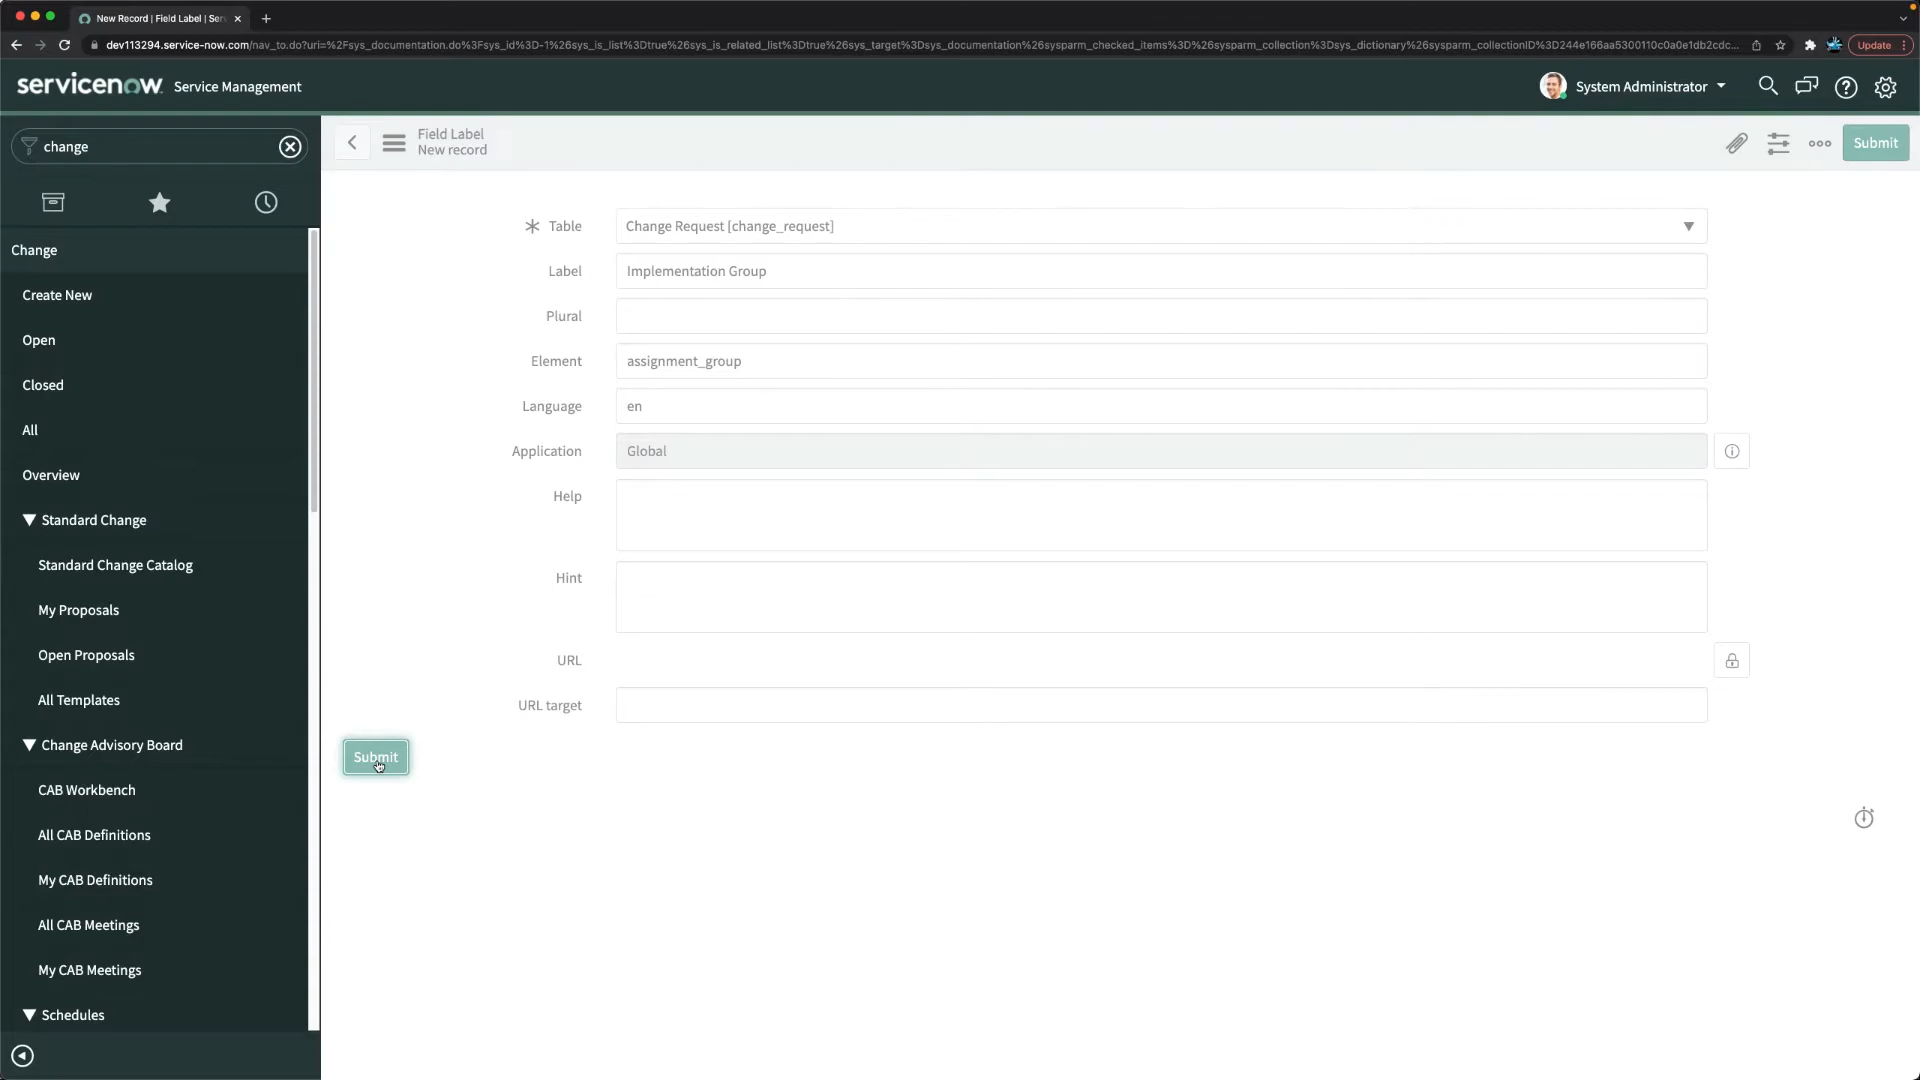 New Record | Field Label | Ser
dev113294.service-now.com/nav_to.do?uri=%2Fsys_documentation.do%3Fsys_id%3D-1%26sys_is_list%3Dtrue%26sys_is_related_list%3Dtrue%26sys_target%3Dsys_documentation%26sysparm_checked_items%3D%26sysparm_collection%3Dsys_dictionary%26sysparm_collectionID%3D244e166aa5300110c0a0e1db2cdc...
Update
servicenow Service Management
System Administrator
change
Field Label
New record
Submit
Change
Create New
Open
Closed
All
Overview
Standard Change
Standard Change Catalog
My Proposals
Open Proposals
All Templates
Change Advisory Board
CAB Workbench
All CAB Definitions
My CAB Definitions
All CAB Meetings
My CAB Meetings
Schedules
Table Change Request [change_request]
Label Implementation Group
Plural
Element assignment_group
Language en
Application Global
Help
Hint
URL
URL target
Submit